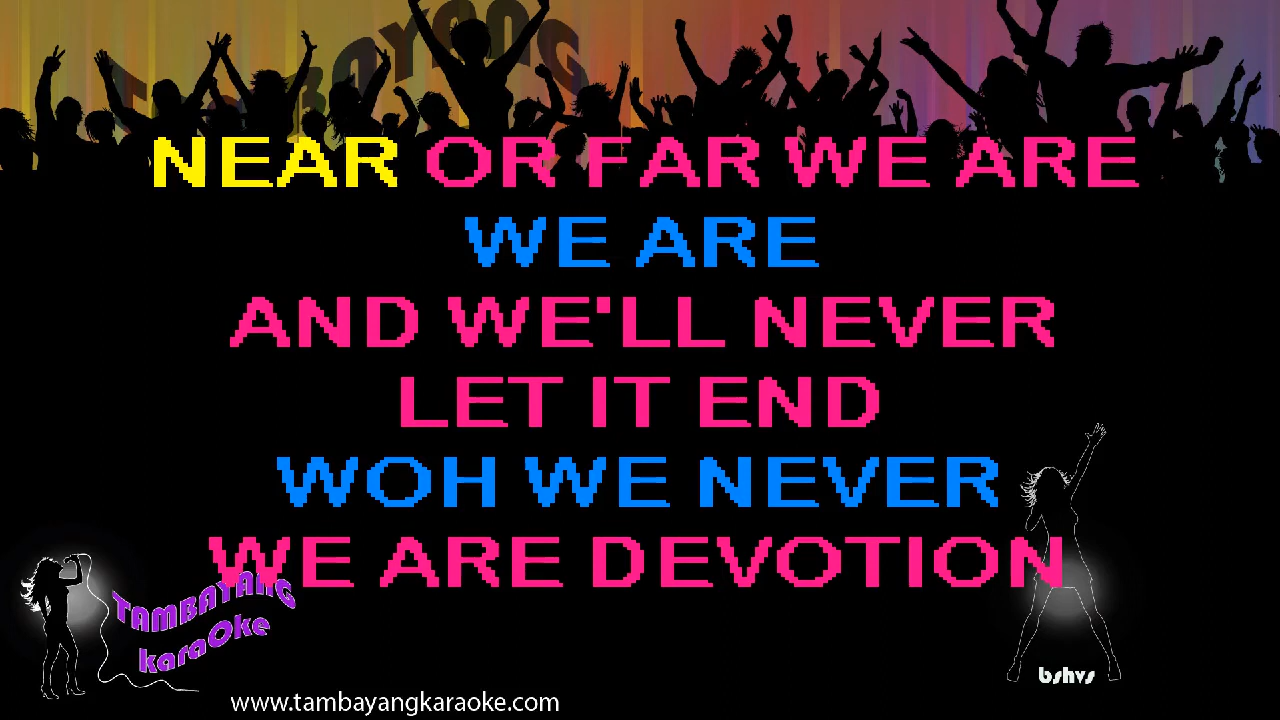 TAMBAYANG
NEAR OR FAR WE ARE
WE ARE
AND WE'LL NEVER
LET IT END
WOH WE NEVER
WE ARE DEVOTION
TAMBAYANG
karaOke
bshvs
www.tambayangkaraoke.com